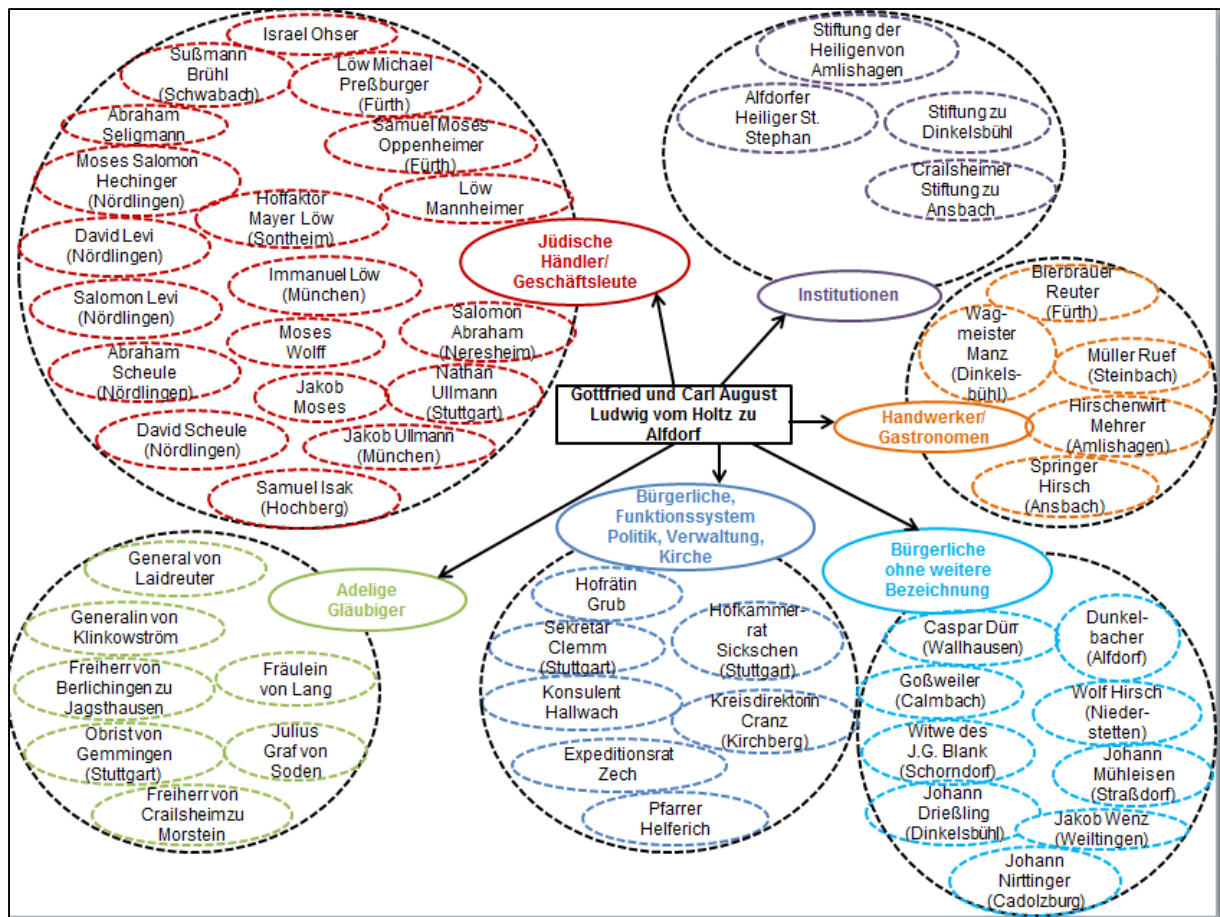 Israel Ohser
Sußmann
Brühl
(Schwabach)
Löw Michael
Preßburger
(Fürth)
Abraham
Seligmann
Samuel Moses
Oppenheimer
(Fürth)
Moses Salomon
Hechinger
(Nördlingen)
Hoffaktor
Mayer Löw
(Sontheim)
Löw
Mannheimer
David Levi
(Nördlingen)
Jüdische
Händler/
Geschäftsleute
Immanuel Löw
(München)
Salomon Levi
(Nördlingen)
Moses
Wolff
Salomon
Abraham
(Neresheim)
Abraham
Scheule
(Nördlingen)
Jakob
Moses
Nathan
Ullmann
(Stuttgart)
David Scheule
(Nördlingen)
Jakob Ullmann
(München)
Samuel Isak
(Hochberg)
Stiftung der
Heiligen von
Amlishagen
Alfdorfer
Heiliger St.
Stephan
Stiftung zu
Dinkelsbühl
Crailsheimer
Stiftung zu
Ansbach
Institutionen
Bierbrauer
Reuter
(Fürth)
Wag-
meister
Manz
(Dinkels-
bühl)
Müller Ruef
(Steinbach)
Hirschenwirt
Mehrer
(Amlishagen)
Handwerker/
Gastronomen
Springer
Hirsch
(Ansbach)
Gottfried und Carl August
Ludwig vom Holtz zu
Alfdorf
General von
Laidreuter
Adelige
Gläubiger
Generalin von
Klinkowström
Freiherr von
Berlichingen zu
Jagsthausen
Fräulein
von Lang
Obrist von
Gemmingen
(Stuttgart)
Julius
Graf von
Soden
Freiherr von
Crailsheim zu
Morstein
Bürgerliche,
Funktionssystem
Politik, Verwaltung,
Kirche
Hofrätin
Grub
Hofkammer-
rat
Sickschen
(Stuttgart)
Sekretär
Clemm
(Stuttgart)
Konsulent
Hallwach
Kreisdirektorin
Cranz
(Kirchberg)
Expeditionsrat
Zech
Pfarrer
Helferich
Bürgerliche
ohne weitere
Bezeichnung
Caspar Dürr
(Wallhausen)
Dunkel-
bacher
(Alfdorf)
Goßweiler
(Calmbach)
Wolf Hirsch
(Nieder-
stetten)
Witwe des
J.G. Blank
(Schorndorf)
Johann
Mühleisen
(Straßdorf)
Johann
Drießling
(Dinkelsbühl)
Jakob Wenz
(Weiltingen)
Johann
Nirttinger
(Cadolzburg)